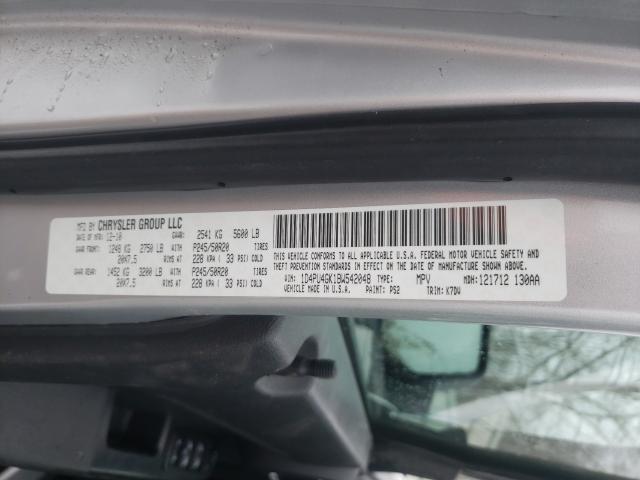 MFD BY CHRYSLER GROUP LLC
DATE OF MFR 12-10 GVWR: 2541 KG 5600 LB
GAWR FRONT: 1248 KG 2750 LB WITH P245/50R20 TIRES
20X7.5 RIMS AT 228 KPA ( 33 PSI) COLD
GAWR REAR: 1452 KG 3200 LB WITH P245/50R20 TIRES
20X7.5 RIMS AT 228 KPA ( 33 PSI) COLD
THIS VEHICLE CONFORMS TO ALL APPLICABLE U.S.A. FEDERAL MOTOR VEHICLE SAFETY AND
THEFT PREVENTION STANDARDS IN EFFECT ON THE DATE OF MANUFACTURE SHOWN ABOVE.
VIN: 1D4PU4GK1BW542048 TYPE: MPV MDH: 121712 130AA
VEHICLE MADE IN U.S.A. PAINT: PS2 TRIM: K7DV